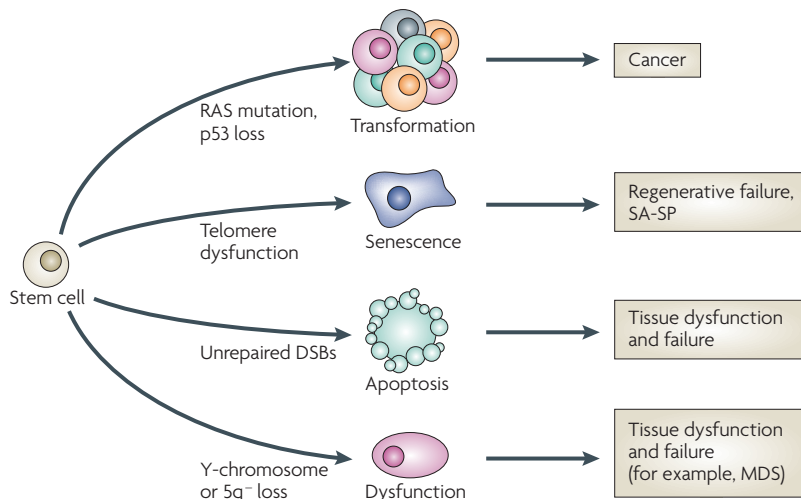 RAS mutation,
p53 loss
Transformation
Cancer
Telomere
dysfunction
Senescence
Regenerative failure,
SA-SP
Stem cell
Unrepaired DSBs
Apoptosis
Tissue dysfunction
and failure
Y-chromosome
or 5q⁻ loss
Dysfunction
Tissue dysfunction
and failure
(for example, MDS)